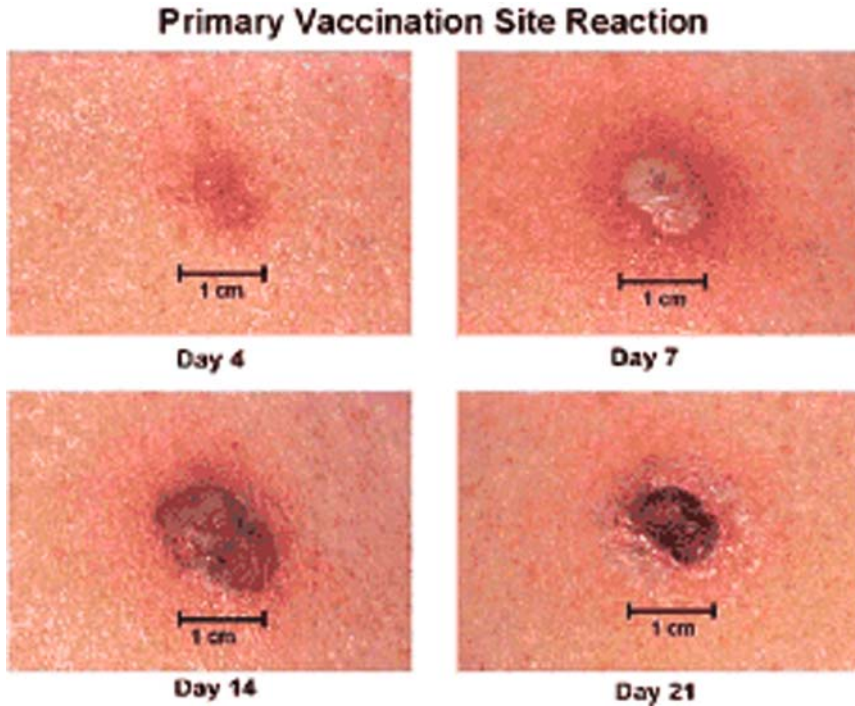 Primary Vaccination Site Reaction
1 cm
1 cm
Day 4
Day 7
1 cm
1 cm
Day 14
Day 21